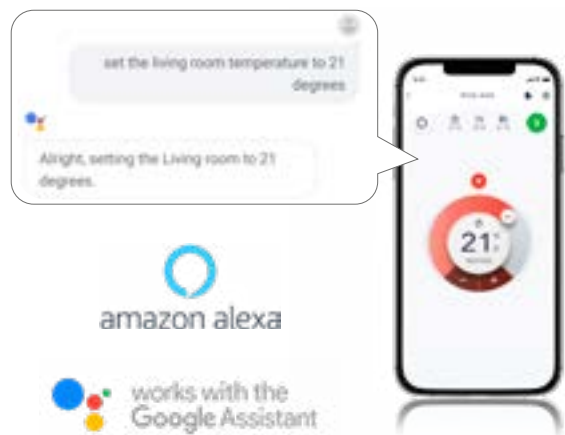 set the living room temperature to 21
degrees
Alright, setting the Living room to 21
degrees.
21
amazon alexa
works with the
Google Assistant